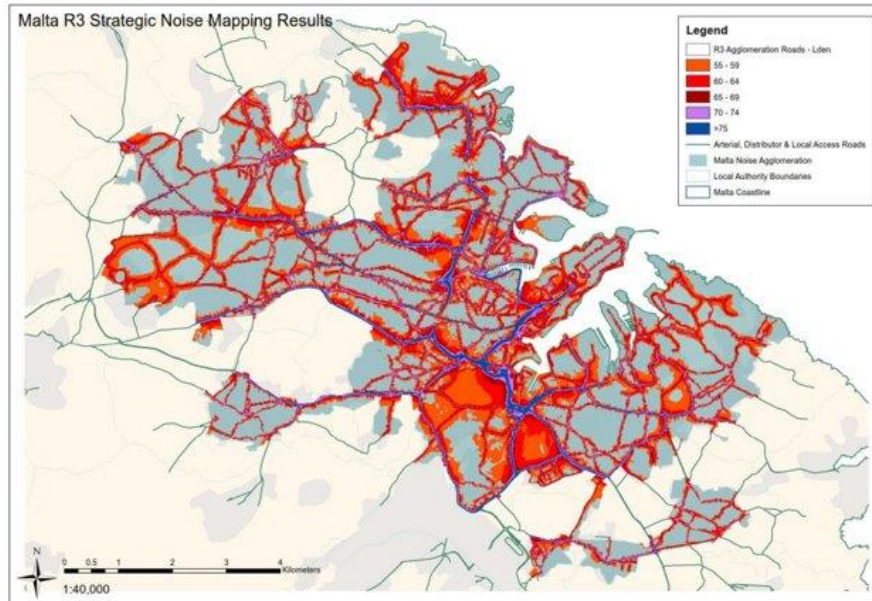 Malta R3 Strategic Noise Mapping Results
Legend
R3 Agglomeration Roads - Lden
55 - 59
60 - 64
65 - 69
70 - 74
>75
Arterial, Distributor & Local Access Roads
Malta Noise Agglomeration
Local Authority Boundaries
Malta Coastline
N
0 0.5 1 2 3 4
Kilometers
1:40,000